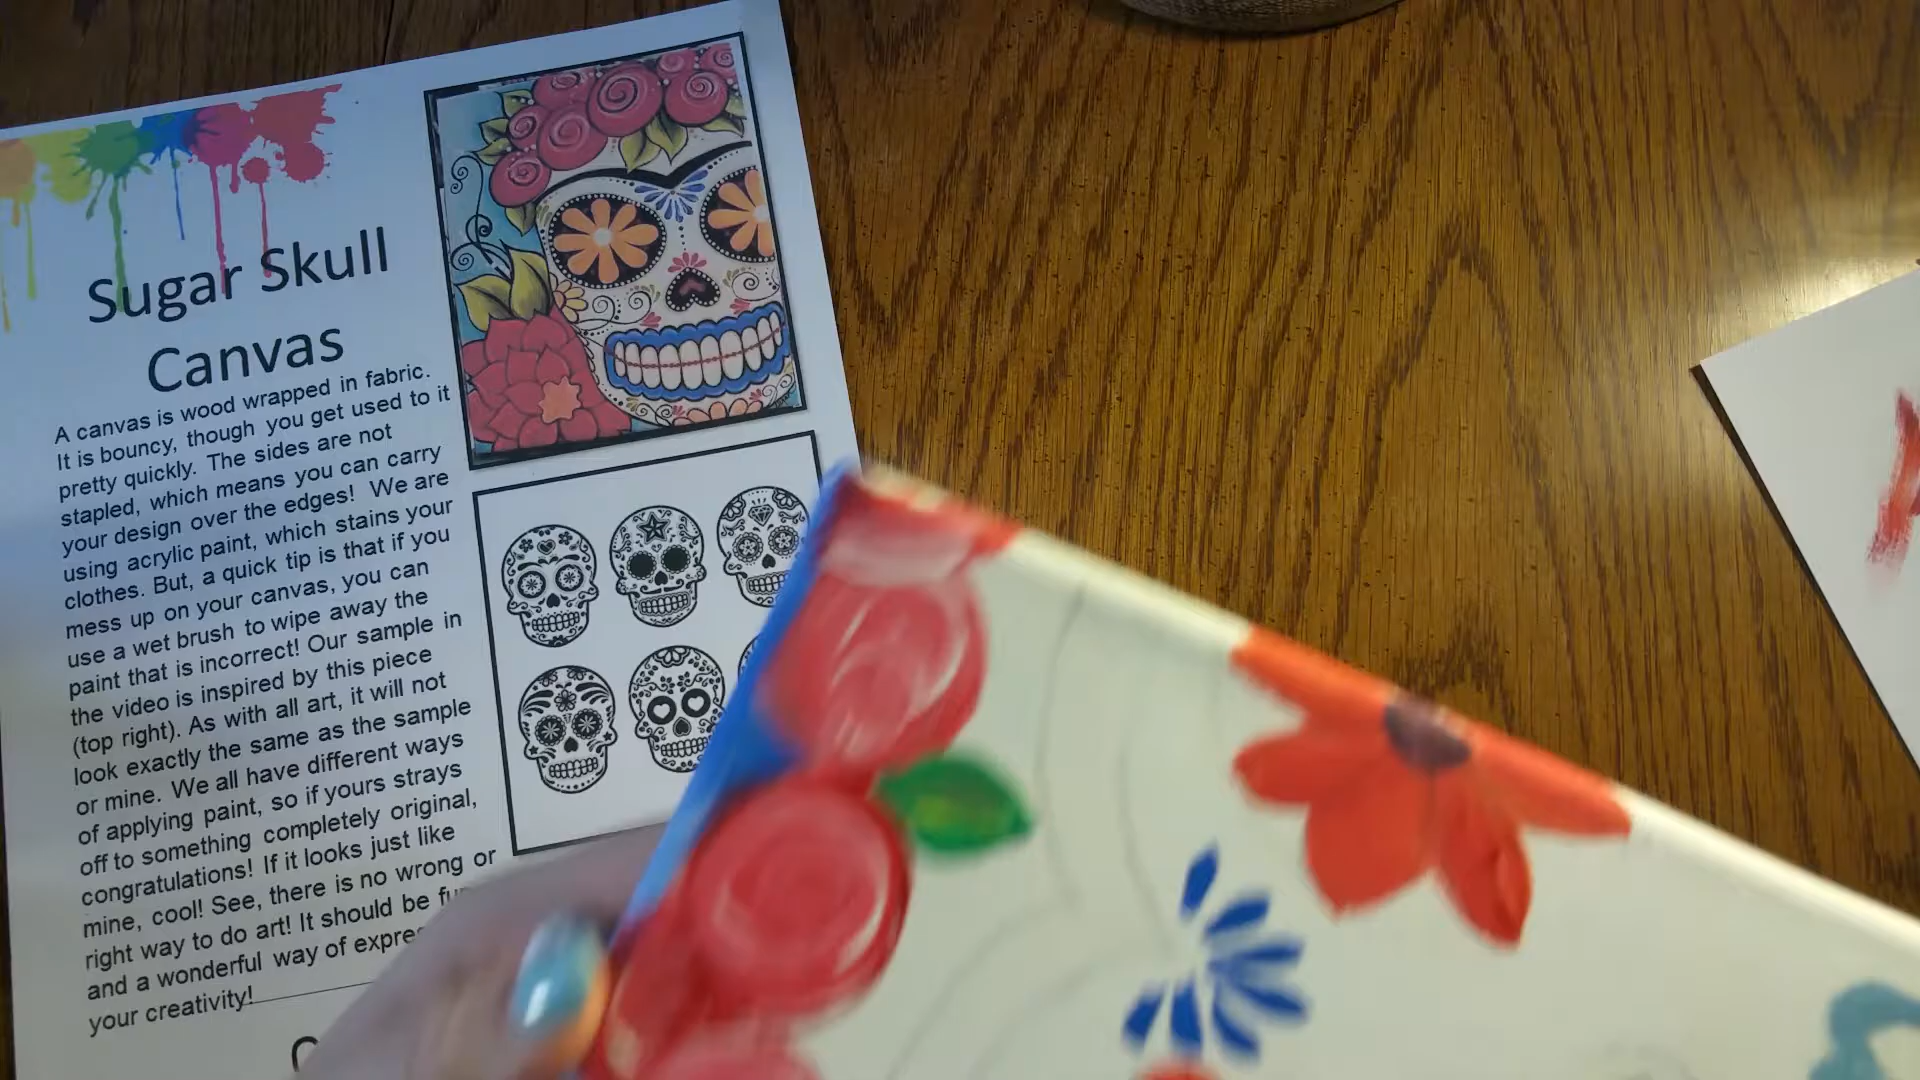 Sugar Skull
Canvas
A canvas is wood wrapped in fabric.
It is bouncy, though you get used to it
pretty quickly. The sides are not
stapled, which means you can carry
your design over the edges! We are
using acrylic paint, which stains your
clothes. But, a quick tip is that if you
mess up on your canvas, you can
use a wet brush to wipe away the
paint that is incorrect! Our sample in
the video is inspired by this piece
(top right). As with all art, it will not
look exactly the same as the sample
or mine. We all have different ways
of applying paint, so if yours strays
off to something completely original,
congratulations! If it looks just like
mine, cool! See, there is no wrong or
right way to do art! It should be
and a wonderful way of
your creativity!